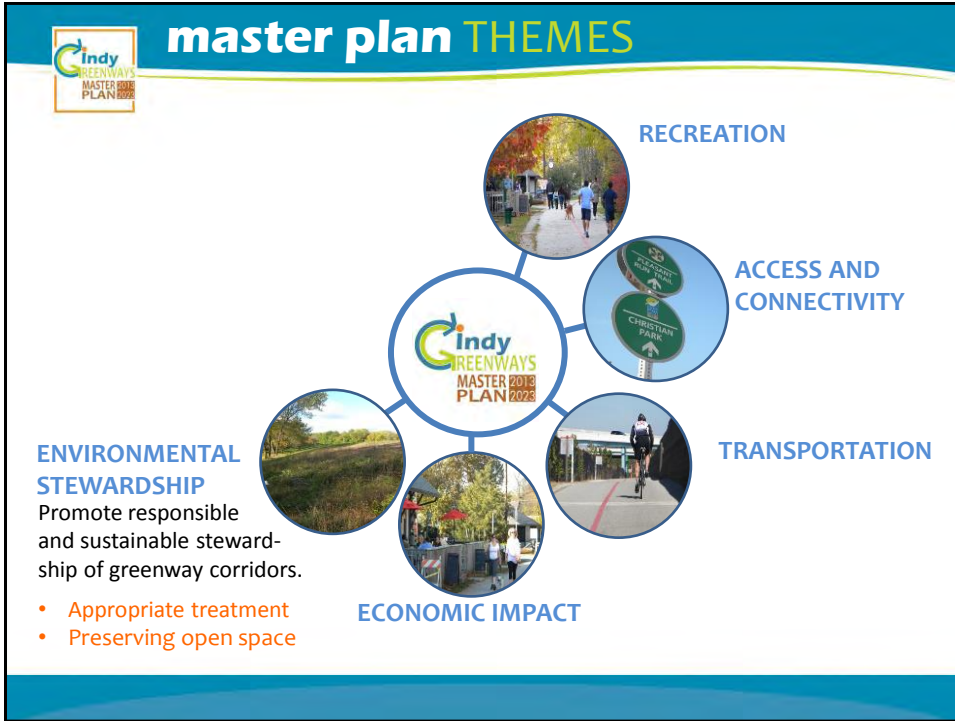 master plan THEMES
indy
GREENWAYS
MASTER 2013
PLAN 2023
RECREATION
PLEASANT
RUN TRAIL
CHRISTIAN
PARK
ACCESS AND
CONNECTIVITY
indy
GREENWAYS
MASTER 2013
PLAN 2023
TRANSPORTATION
ENVIRONMENTAL
STEWARDSHIP
Promote responsible
and sustainable steward-
ship of greenway corridors.
• Appropriate treatment
• Preserving open space
ECONOMIC IMPACT